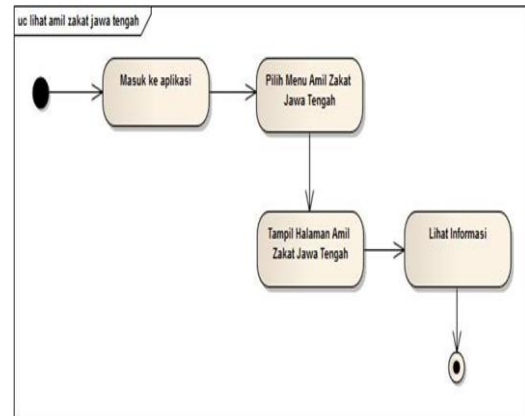 uc lihat amil zakat jawa tengah
Masuk ke aplikasi
Pilih Menu Amil Zakat
Jawa Tengah
Tampil Halaman Amil
Zakat Jawa Tengah
Lihat Informasi